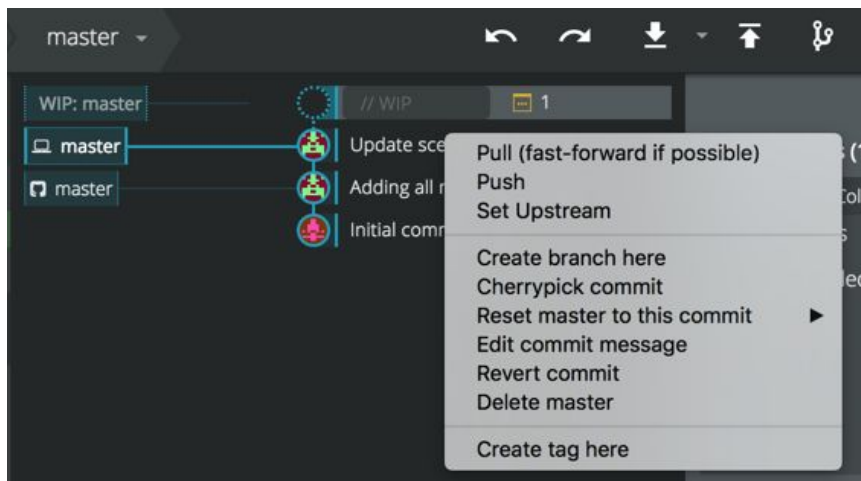 master
WIP: master
// WIP
1
master
Update sce
master
Adding all
Initial comm
Pull (fast-forward if possible)
Push
Set Upstream
Create branch here
Cherrypick commit
Reset master to this commit
Edit commit message
Revert commit
Delete master
Create tag here